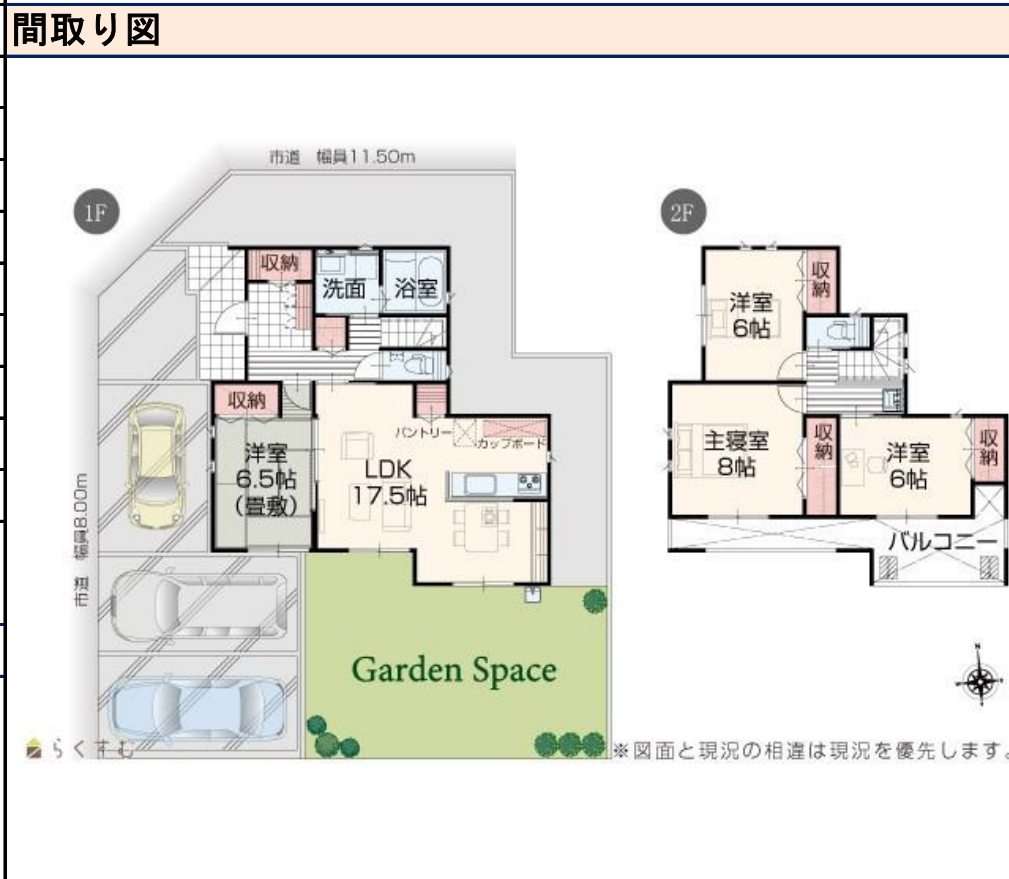 間取り図
市道 幅員11.50m
1F
収納
洗面
浴室
収納
洋室
6.5帖
(畳敷)
LDK
17.5帖
パントリー
カップボード
市道 幅員8.00m
Garden Space
らくすむ
2F
洋室
6帖
収納
主寝室
8帖
収納
洋室
6帖
収納
バルコニー
N
※図面と現況の相違は現況を優先します。